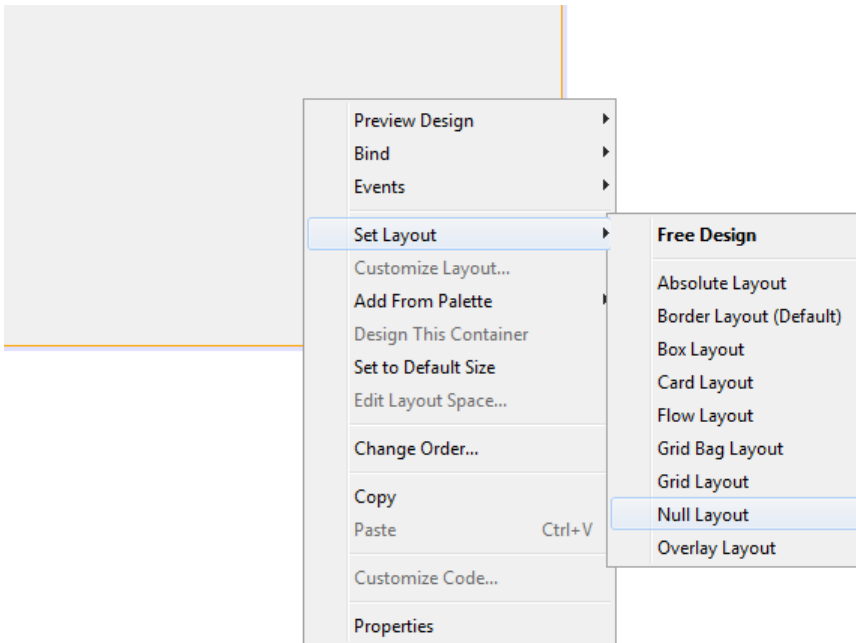 Preview Design
Bind
Events
Set Layout
Customize Layout...
Add From Palette
Design This Container
Set to Default Size
Edit Layout Space...
Change Order...
Copy
Paste Ctrl+V
Customize Code...
Properties
Free Design
Absolute Layout
Border Layout (Default)
Box Layout
Card Layout
Flow Layout
Grid Bag Layout
Grid Layout
Null Layout
Overlay Layout